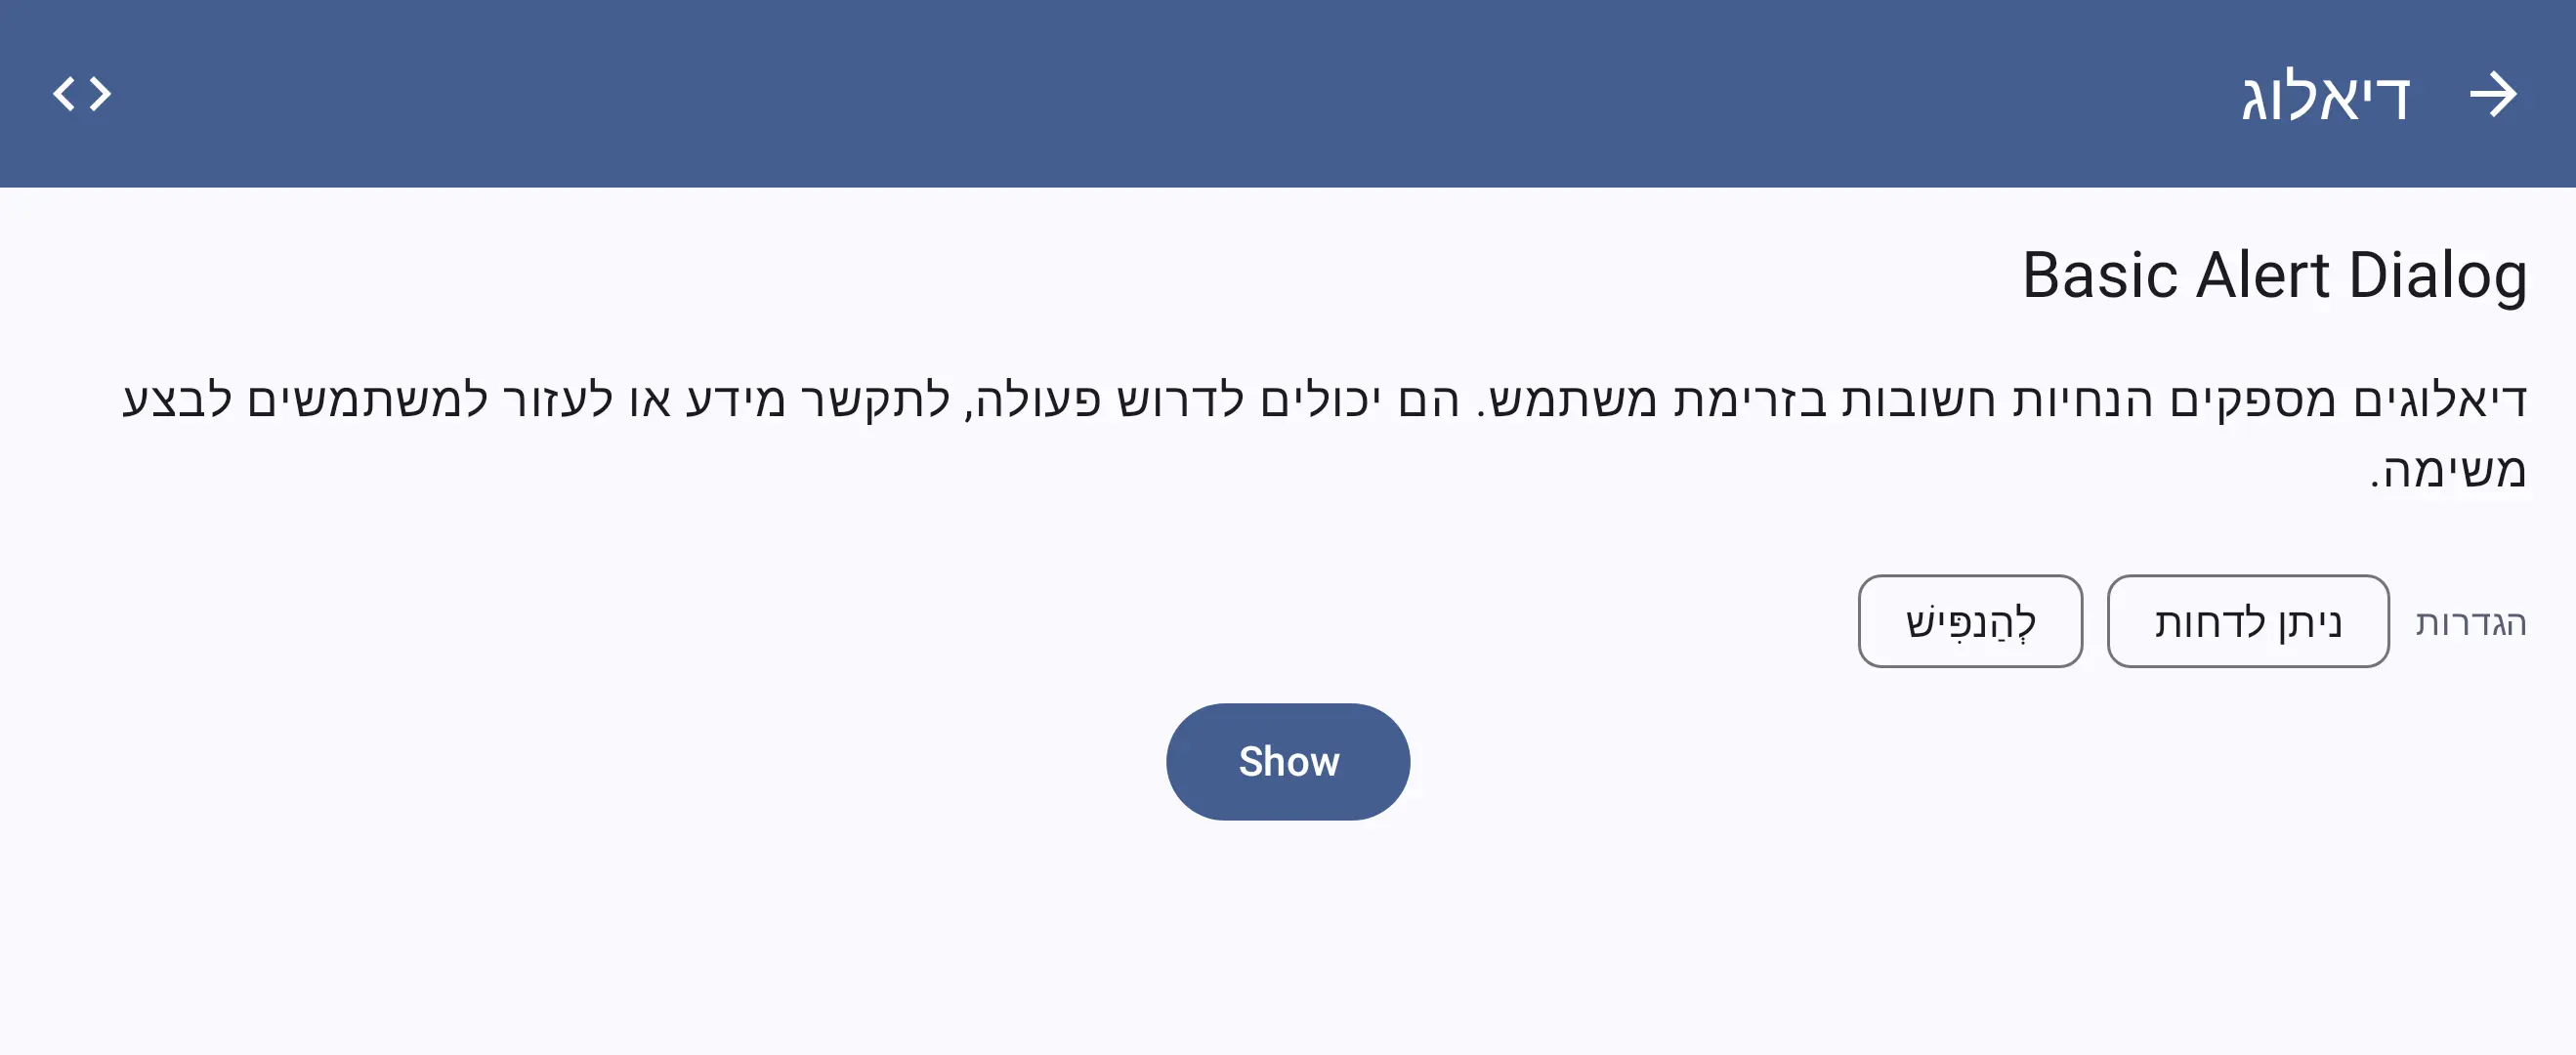 דיאלוג
Basic Alert Dialog
דיאלוגים מספקים הנחיות חשובות בזרימת משתמש. הם יכולים לדרוש פעולה, לתקשר מידע או לעזור למשתמשים לבצע
משימה.
הגדרות ניתן לדחות לְהַנפִּישׁ
Show